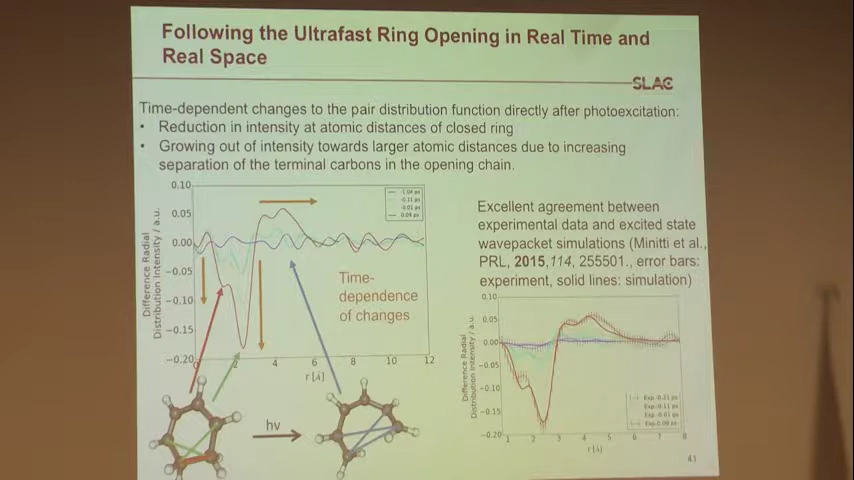 Following the Ultrafast Ring Opening in Real Time and
Real Space
SLAC
Time-dependent changes to the pair distribution function directly after photoexcitation:
• Reduction in intensity at atomic distances of closed ring
• Growing out of intensity towards larger atomic distances due to increasing
separation of the terminal carbons in the opening chain.
0.10
0.05
0.00
−0.05
−0.10
−0.15
−0.20
Difference Radial
Distribution Intensity / a.u.
Time-
dependence
of changes
2 4 6 8 10 12
r [Å]
hν
Excellent agreement between
experimental data and excited state
wavepacket simulations (Minitti et al.,
PRL, 2015,114, 255501., error bars:
experiment, solid lines: simulation)
0.10
0.05
0.00
−0.05
−0.10
−0.15
−0.20
Difference Radial
Distribution Intensity / a.u.
1 2 3 4 5 6 7 8
r [Å]
41